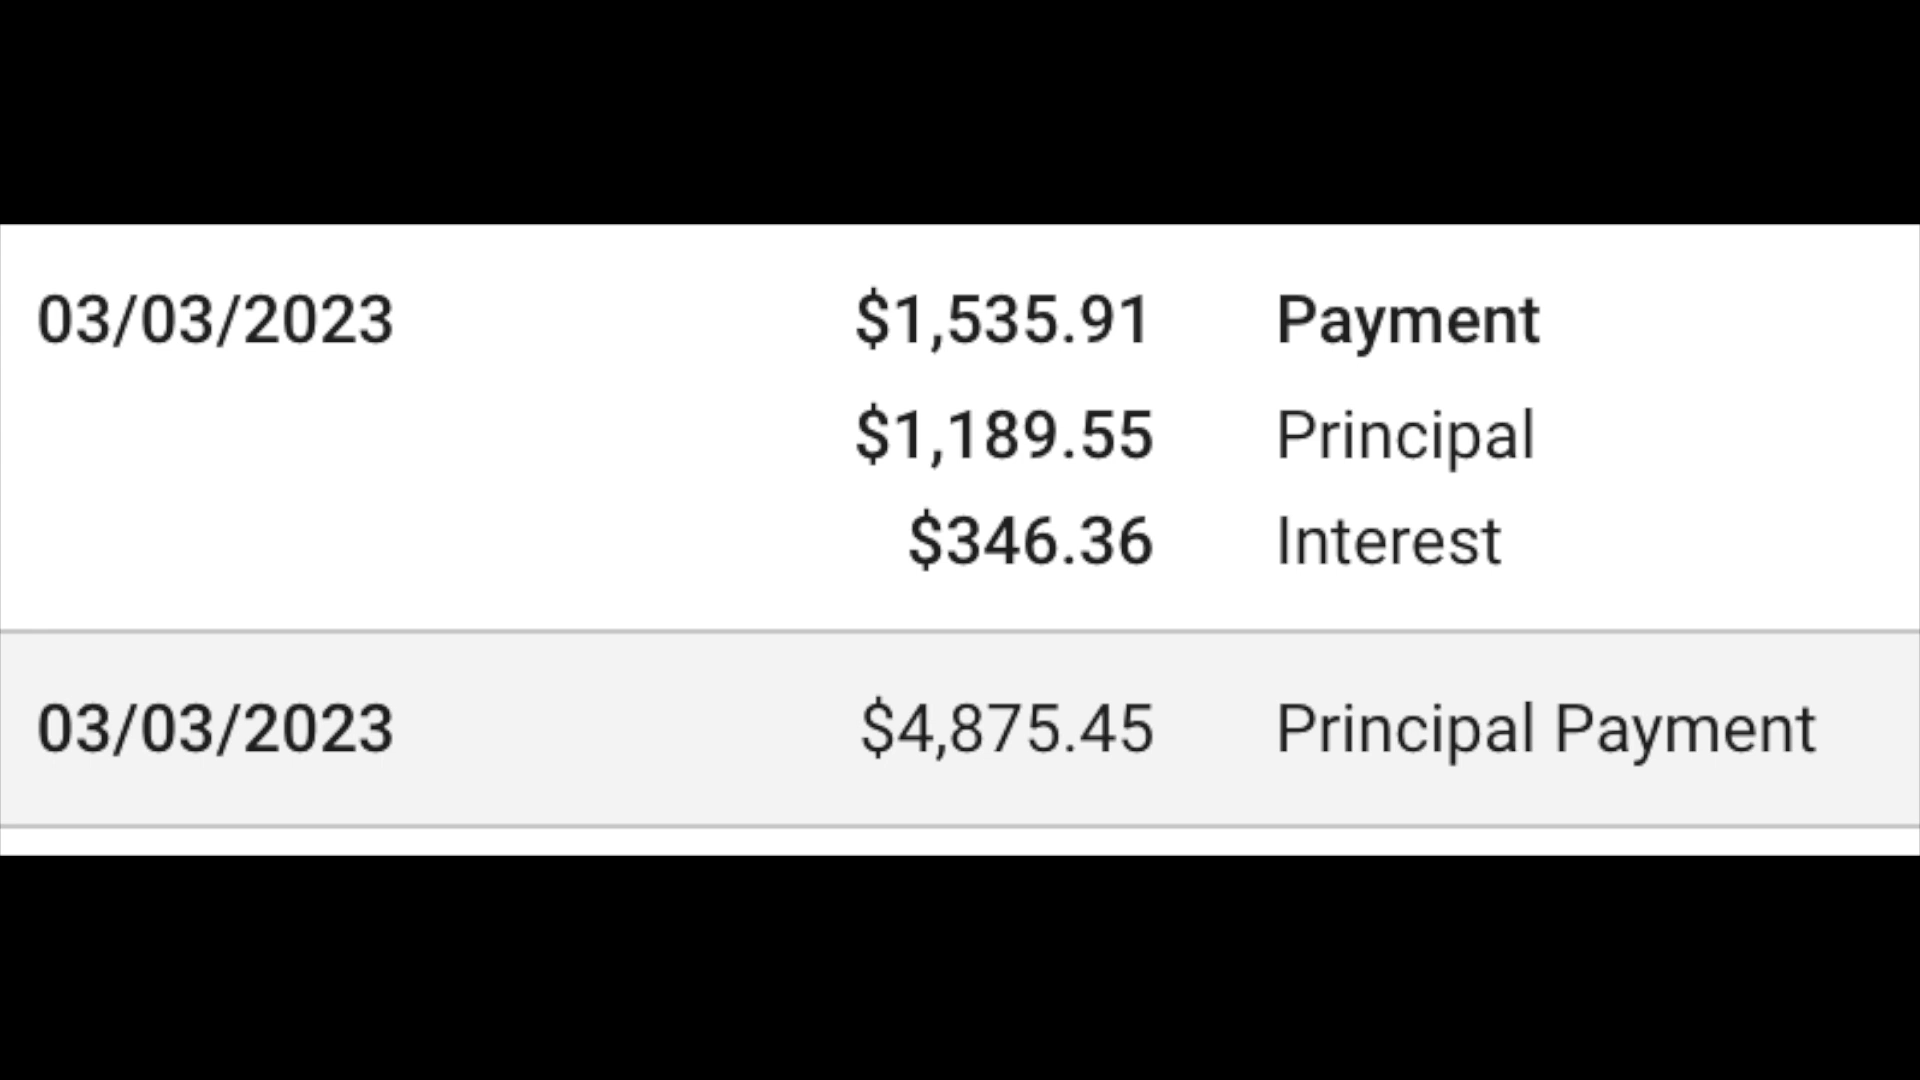 03/03/2023 $1,535.91 Payment
$1,189.55 Principal
$346.36 Interest
03/03/2023 $4,875.45 Principal Payment